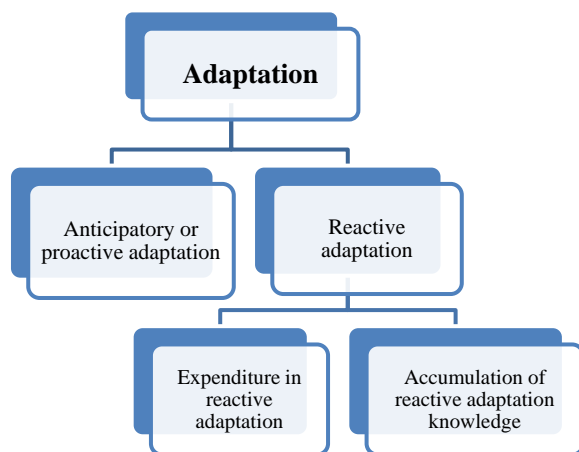 Adaptation
Anticipatory or
proactive adaptation
Reactive
adaptation
Expenditure in
reactive
adaptation
Accumulation of
reactive adaptation
knowledge